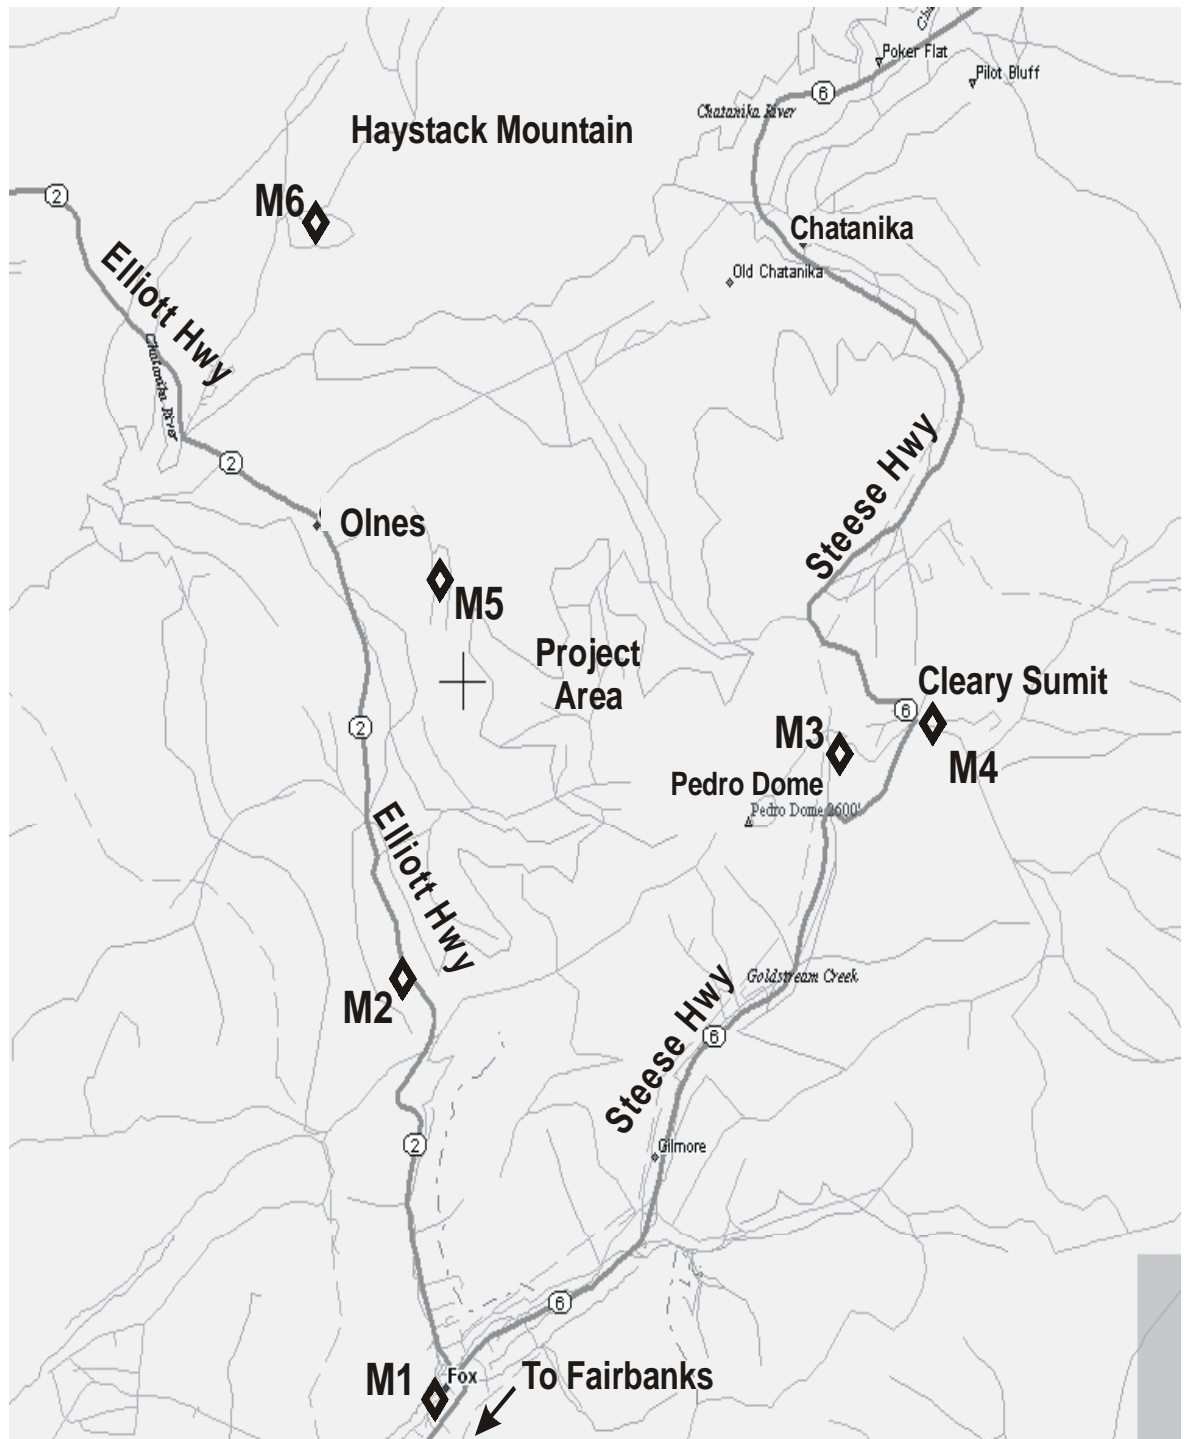 Poker Flat
Pilot Bluff
6
Chatanika River
Haystack Mountain
2
M6
Chatanika
Old Chatanika
Elliott Hwy
Chatanika River
2
Steese Hwy
Olnes
M5
Project
Area
Cleary Sumit
6
2
M3
M4
Pedro Dome
Pedro Dome 2600'
Elliott Hwy
Goldstream Creek
M2
Steese Hwy
6
2
Gilmore
6
M1
Fox
To Fairbanks